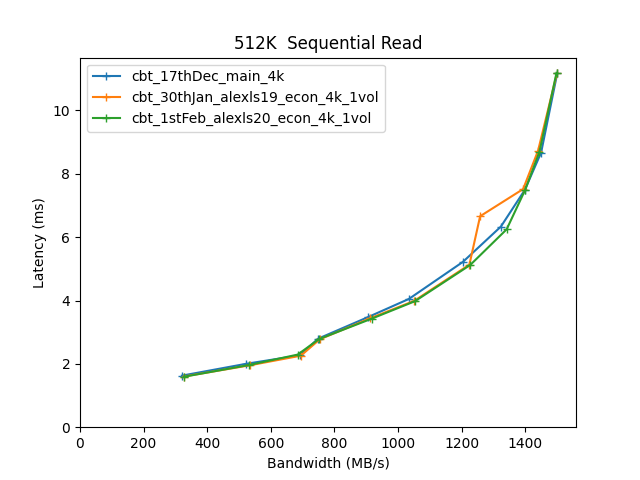 512K  Sequential Read
cbt_17thDec_main_4k
cbt_30thJan_alexls19_econ_4k_1vol
cbt_1stFeb_alexls20_econ_4k_1vol
Latency (ms)
10
8
6
4
2
0
0 200 400 600 800 1000 1200 1400
Bandwidth (MB/s)